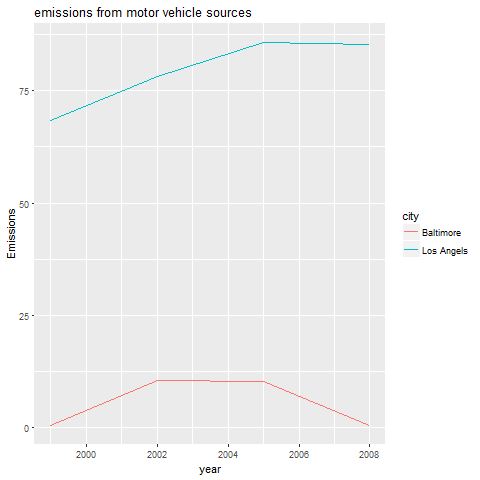 emissions from motor vehicle sources
75
50
25
0
Emissions
2000 2002 2004 2006 2008
year
city
Baltimore
Los Angels